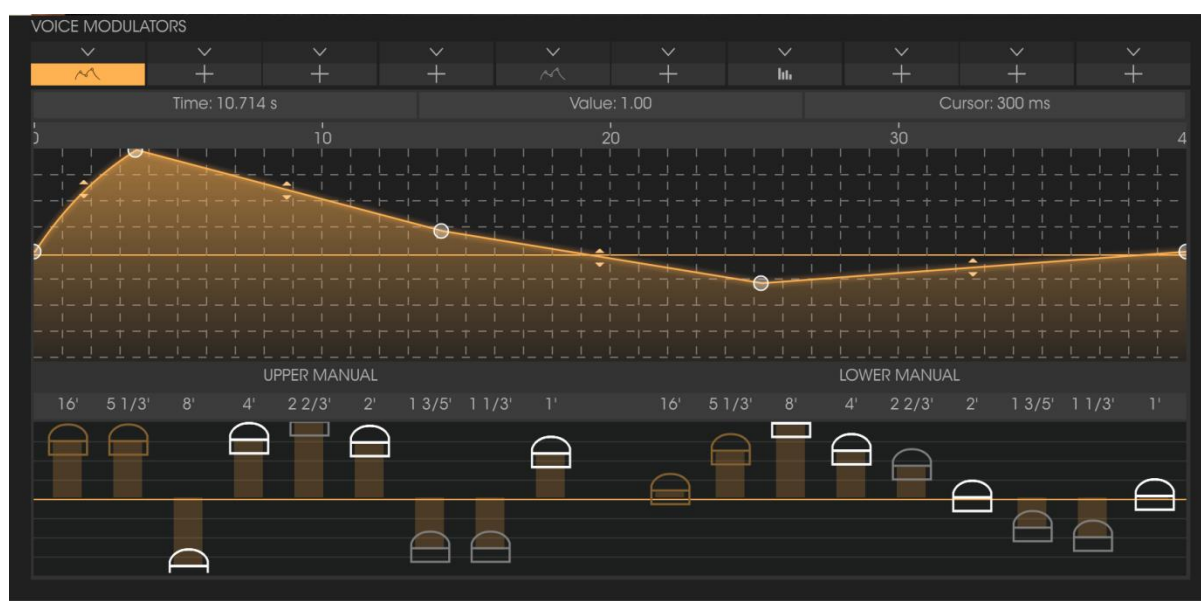 VOICE MODULATORS
Time: 10.714 s Value: 1.00 Cursor: 300 ms
0 10 20 30 4
UPPER MANUAL LOWER MANUAL
16' 5 1/3' 8' 4' 2 2/3' 2' 1 3/5' 1 1/3' 1' 16' 5 1/3' 8' 4' 2 2/3' 2' 1 3/5' 1 1/3' 1'